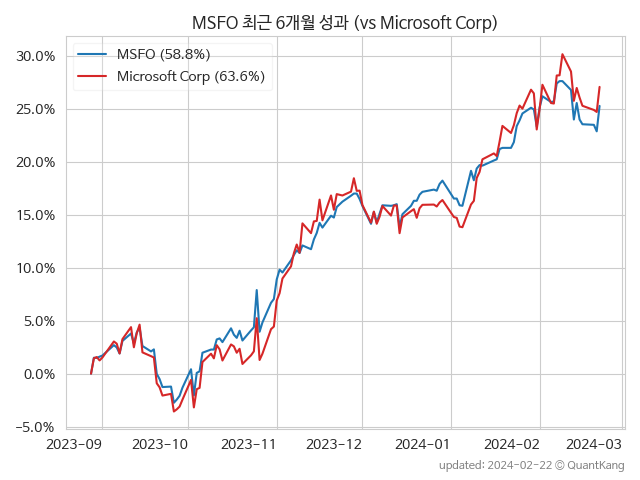 MSFO 최근 6개월 성과 (vs Microsoft Corp)
MSFO (58.8%)
Microsoft Corp (63.6%)
30.0%
25.0%
20.0%
15.0%
10.0%
5.0%
0.0%
−5.0%
2023−09 2023−10 2023−11 2023−12 2024−01 2024−02 2024−03
updated: 2024-02-22 © QuantKang